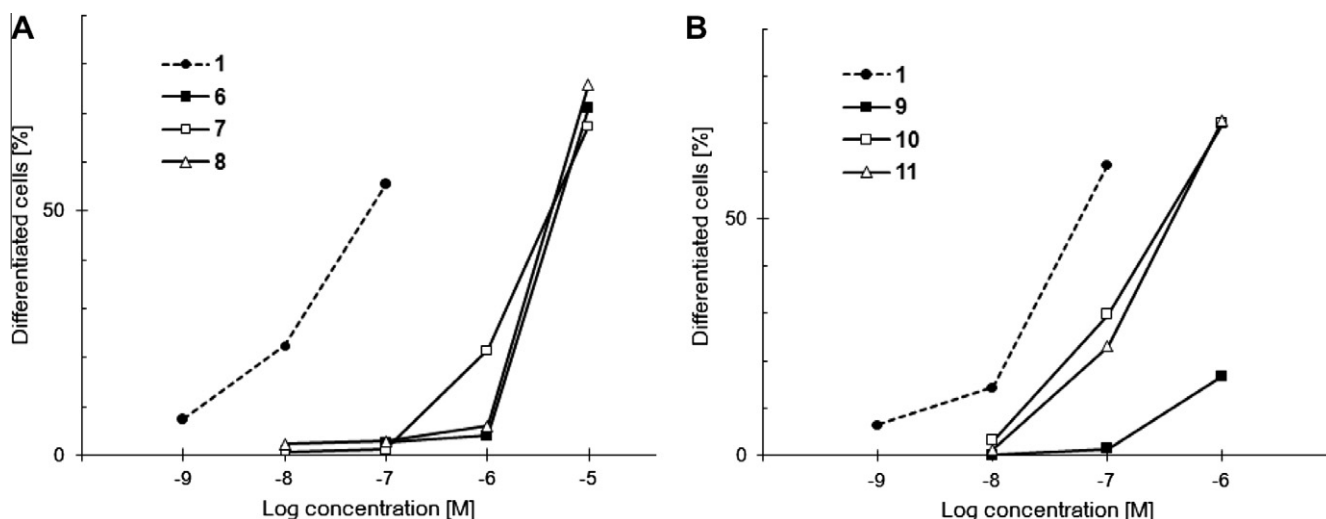 A
1
6
7
8
Differentiated cells [%]
50
0
-9 -8 -7 -6 -5
Log concentration [M]
B
1
9
10
11
Differentiated cells [%]
50
0
-9 -8 -7 -6
Log concentration [M]